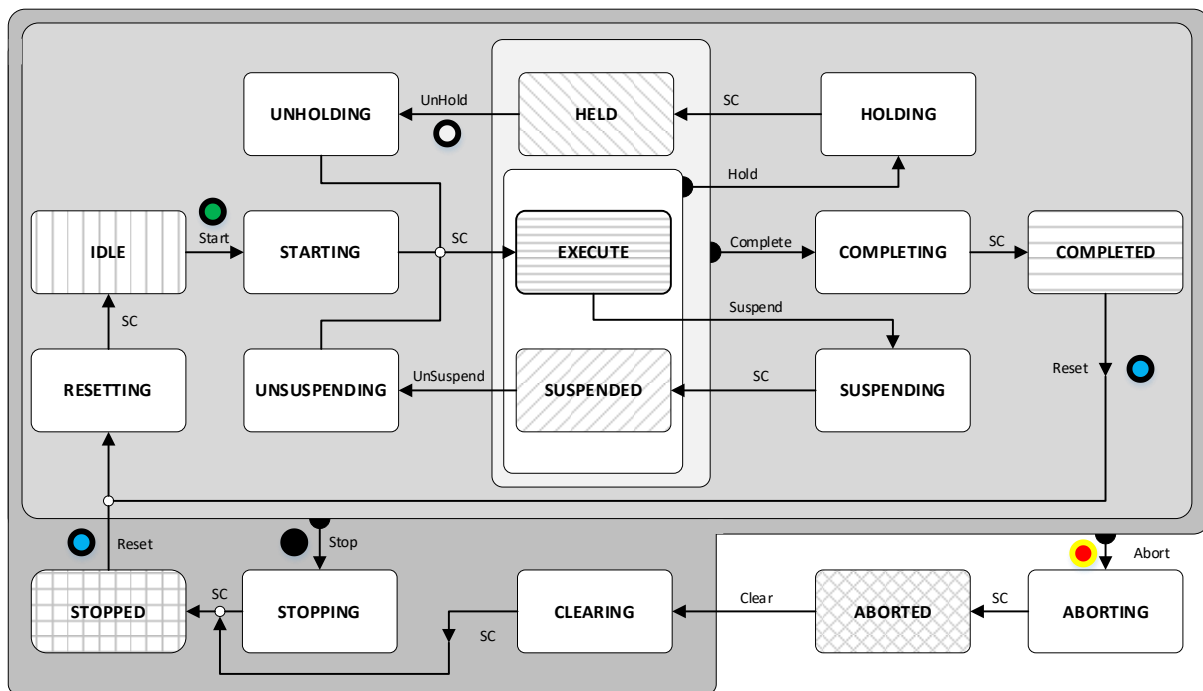 UNHOLDING
UnHold
HELD
SC
HOLDING
Hold
IDLE
Start
STARTING
SC
EXECUTE
Complete
COMPLETING
SC
COMPLETED
SC
Suspend
RESETTING
UNSUSPENDING
UnSuspend
SUSPENDED
SC
SUSPENDING
Reset
Reset
Stop
Abort
STOPPED
SC
STOPPING
SC
CLEARING
Clear
ABORTED
SC
ABORTING